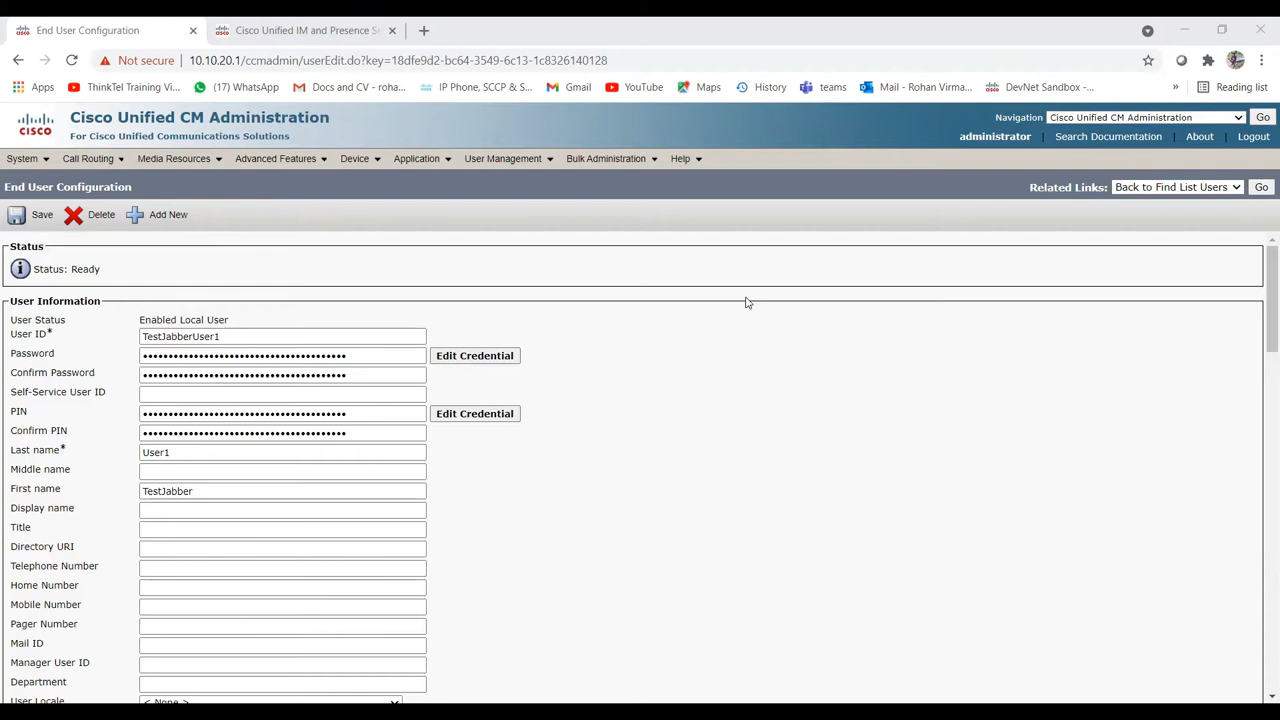 End User Configuration
Cisco Unified IM and Presence Se
Not secure 10.10.20.1/ccmadmin/userEdit.do?key=18dfe9d2-bc64-3549-6c13-1c8326140128
Apps ThinkTel Training Vi... (17) WhatsApp Docs and CV - roha... IP Phone, SCCP & S... Gmail YouTube Maps History teams Mail - Rohan Virma... DevNet Sandbox -... » Reading list
CISCO
Cisco Unified CM Administration
For Cisco Unified Communications Solutions
Navigation Cisco Unified CM Administration Go
administrator Search Documentation About Logout
System Call Routing Media Resources Advanced Features Device Application User Management Bulk Administration Help
End User Configuration
Related Links: Back to Find List Users Go
Save Delete Add New
Status
Status: Ready
User Information
User Status Enabled Local User
User ID* TestJabberUser1
Password Edit Credential
Confirm Password
Self-Service User ID
PIN Edit Credential
Confirm PIN
Last name* User1
Middle name
First name TestJabber
Display name
Title
Directory URI
Telephone Number
Home Number
Mobile Number
Pager Number
Mail ID
Manager User ID
Department
User Locale < None >